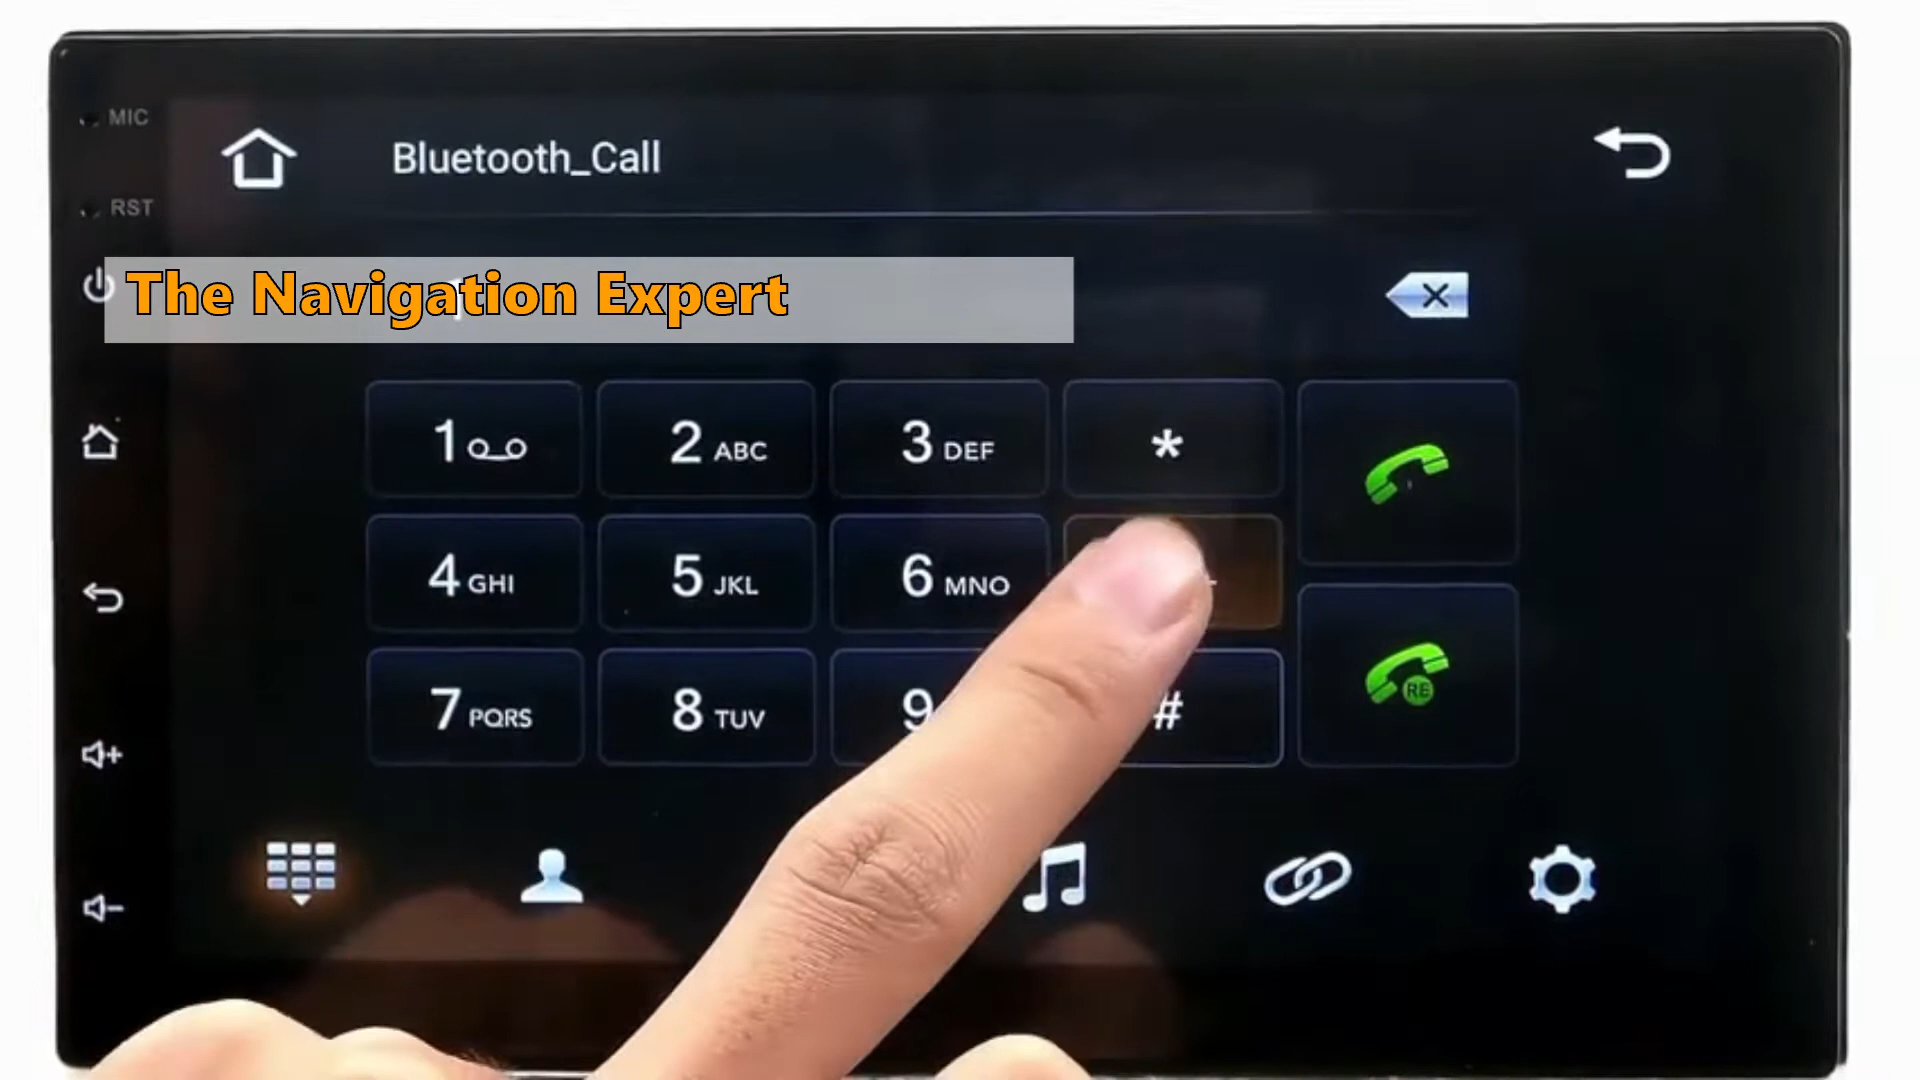 MIC
Bluetooth_Call
RST
The Navigation Expert
1
2 ABC
3 DEF
*
4 GHI
5 JKL
6 MNO
7 PQRS
8 TUV
9
#
RE